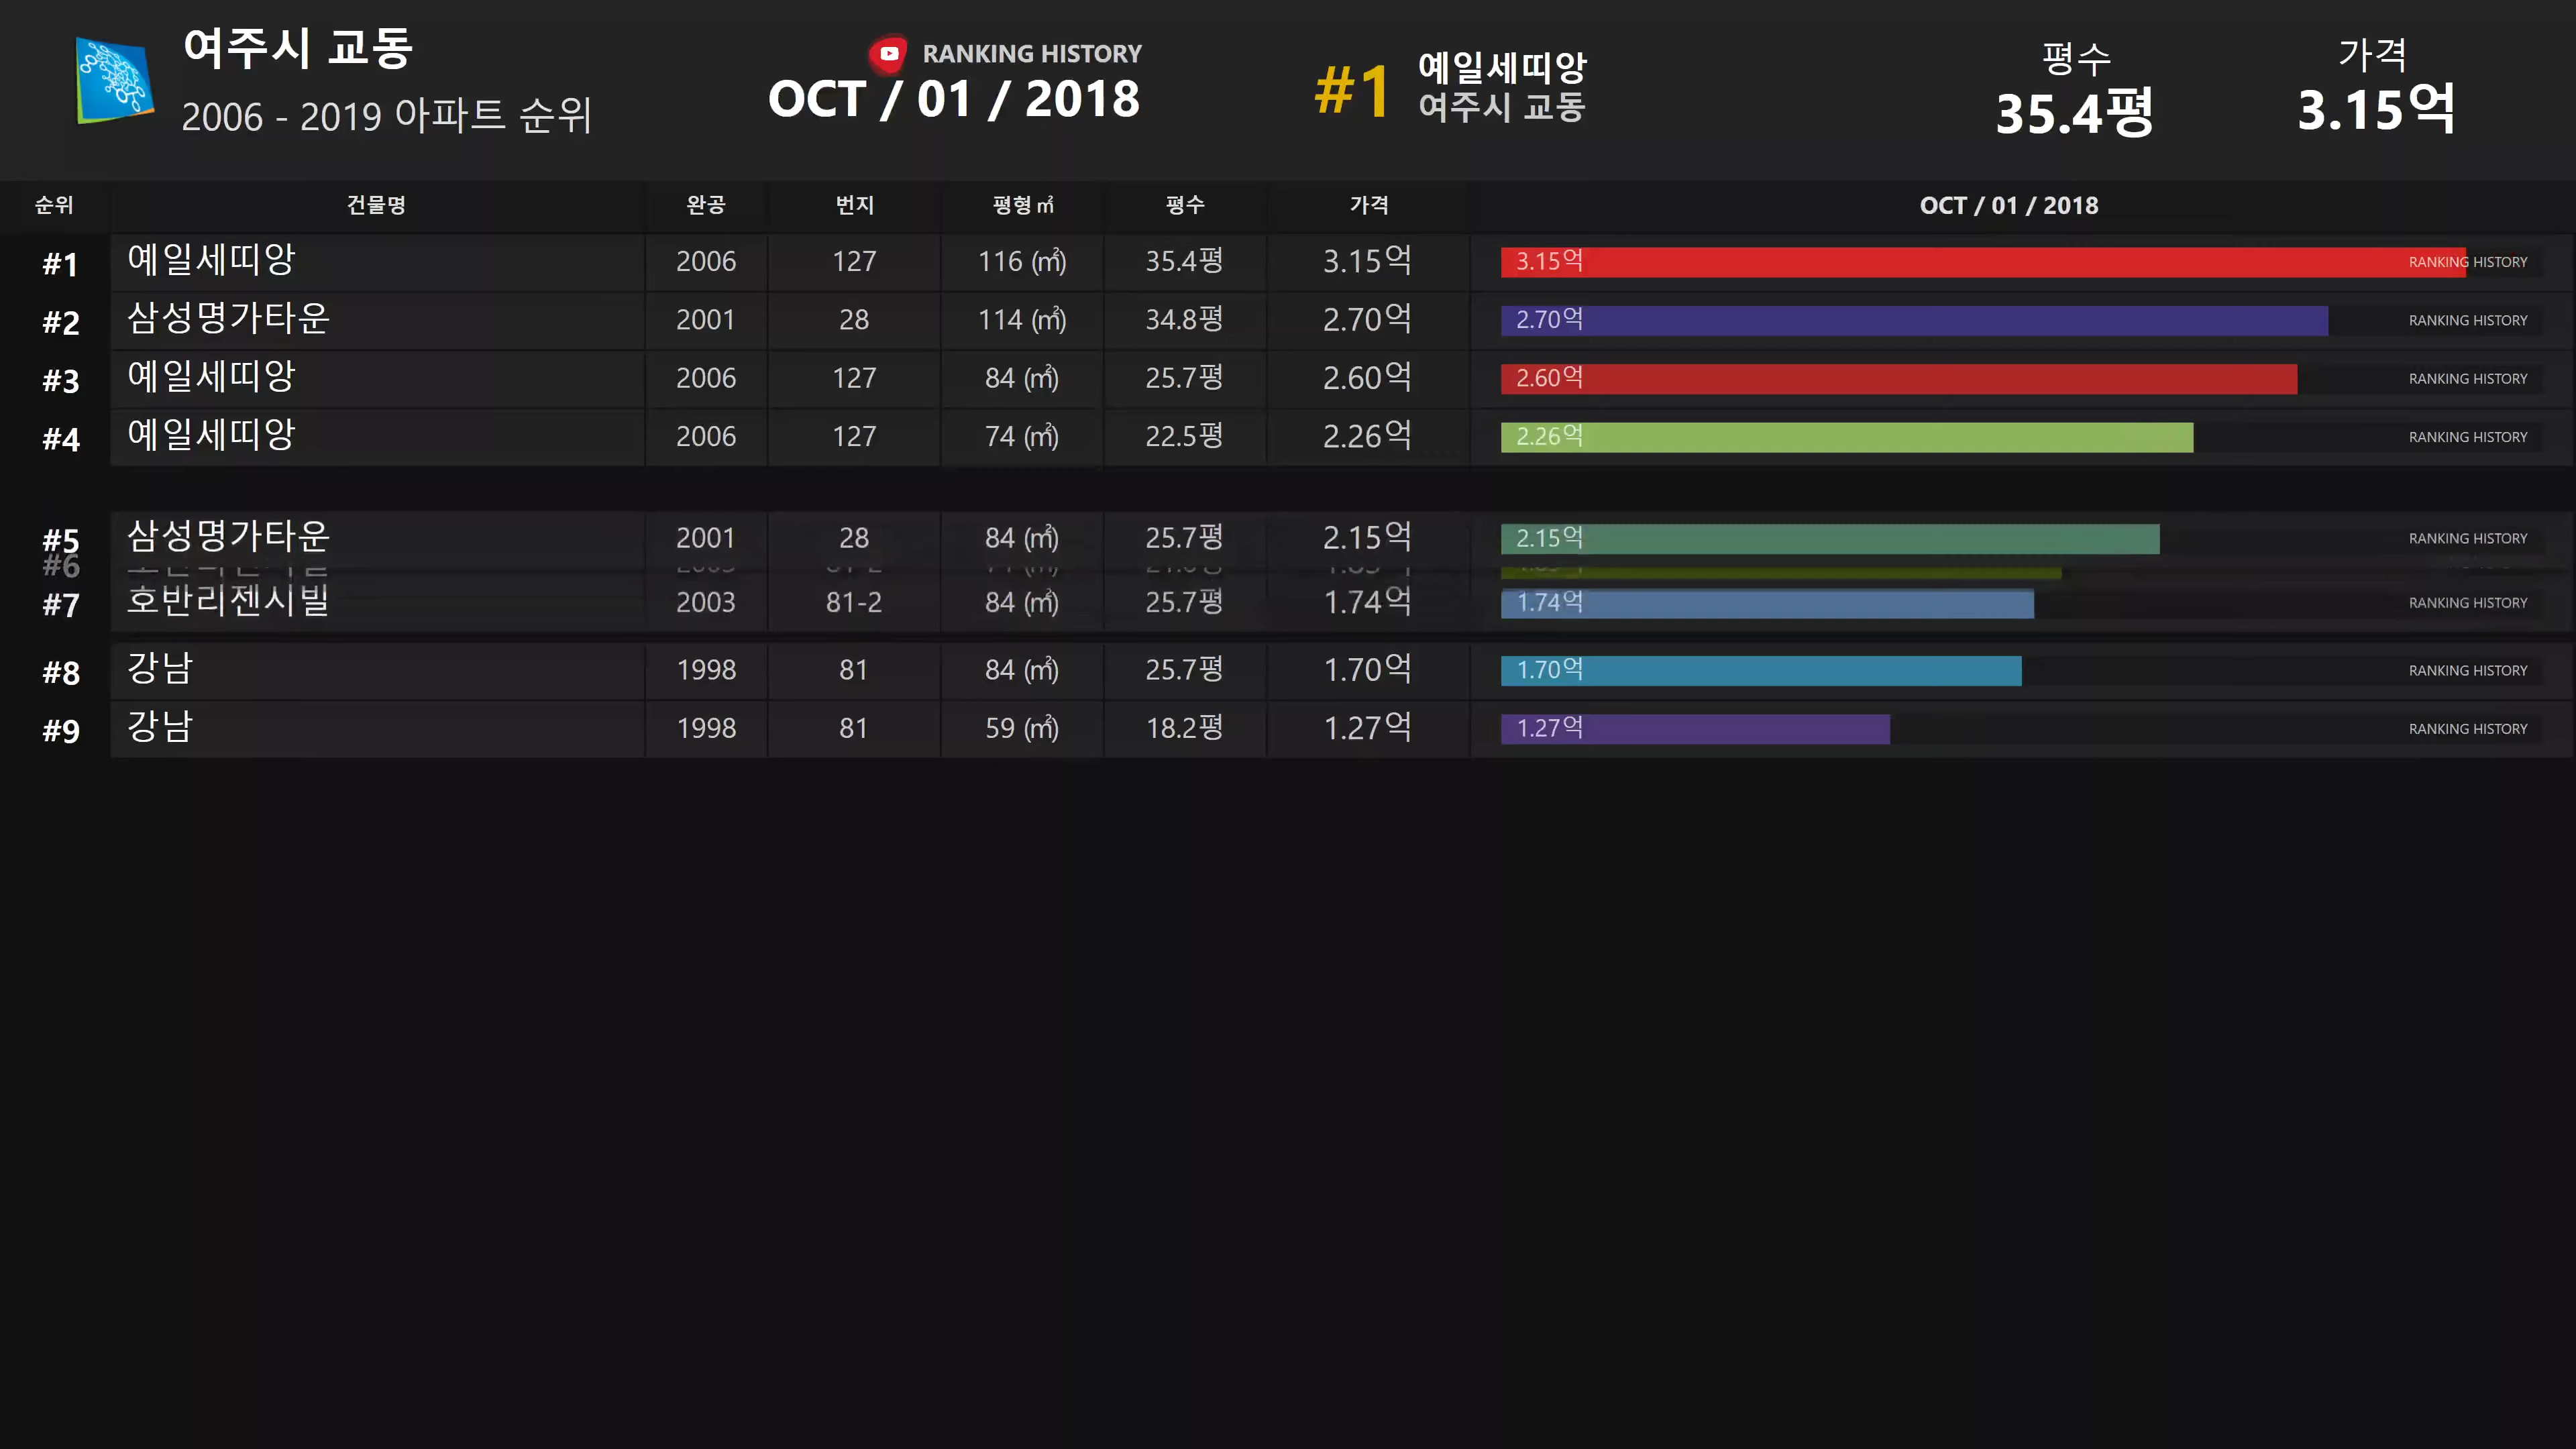 여주시 교동
2006 - 2019 아파트 순위
RANKING HISTORY
OCT / 01 / 2018
#1 예일세띠앙
여주시 교동
평수
35.4평
가격
3.15억
순위 건물명 완공 번지 평형㎡ 평수 가격 OCT / 01 / 2018
#1 예일세띠앙 2006 127 116 (㎡) 35.4평 3.15억 3.15억 RANKING HISTORY
#2 삼성명가타운 2001 28 114 (㎡) 34.8평 2.70억 2.70억 RANKING HISTORY
#3 예일세띠앙 2006 127 84 (㎡) 25.7평 2.60억 2.60억 RANKING HISTORY
#4 예일세띠앙 2006 127 74 (㎡) 22.5평 2.26억 2.26억 RANKING HISTORY
#5 삼성명가타운 2001 28 84 (㎡) 25.7평 2.15억 2.15억 RANKING HISTORY
#6
#7 호반리젠시빌 2003 81-2 84 (㎡) 25.7평 1.74억 1.74억 RANKING HISTORY
#8 강남 1998 81 84 (㎡) 25.7평 1.70억 1.70억 RANKING HISTORY
#9 강남 1998 81 59 (㎡) 18.2평 1.27억 1.27억 RANKING HISTORY